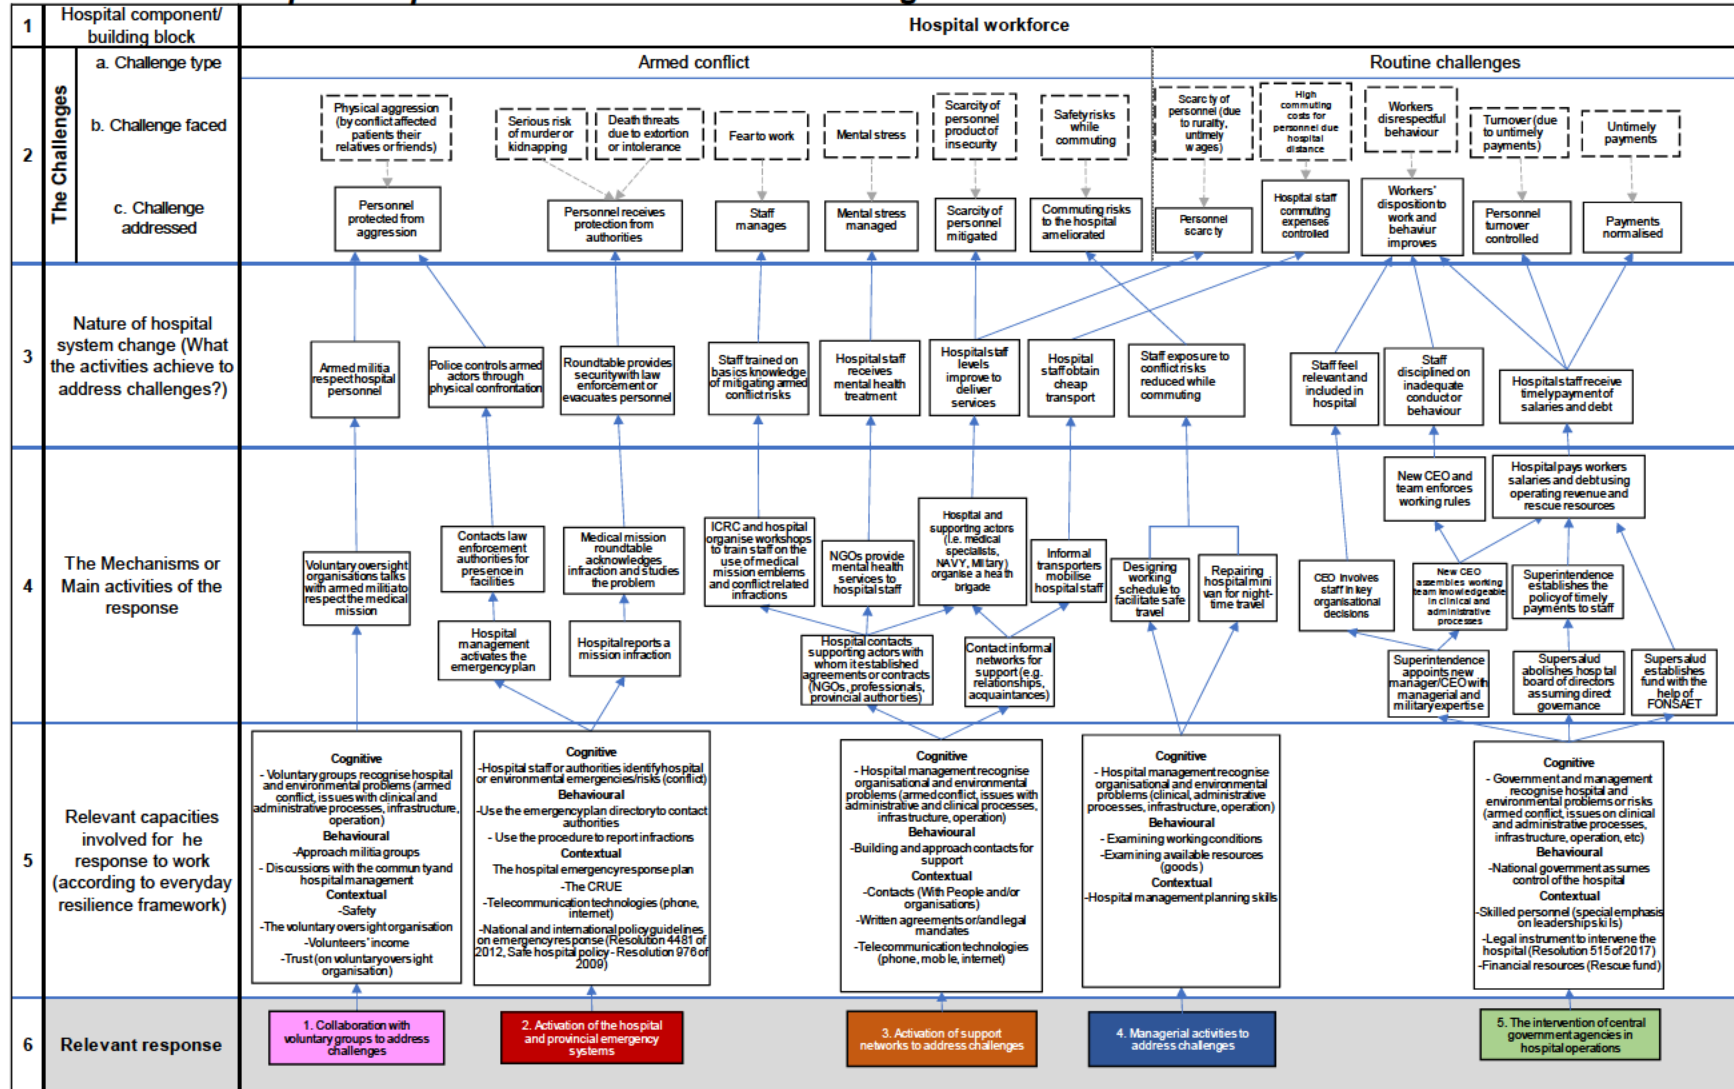 1
Hospital component/
building block
Hospital workforce
2
The Challenges
a. Challenge type
Armed conflict
Routine challenges
b. Challenge faced
Physical aggression
(by conflict affected
patients their
relatives or friends)
Serious risk
of murder or
kidnapping
Death threats
due to extortion
or intolerance
Fear to work
Mental stress
Scarcity of
personnel
product of
insecurity
Safety risks
while
commuting
Scarcity of
personnel (due
to rurality,
untimely
wages)
High
commuting
costs for
personnel due
hospital
distance
Workers
disrespectful
behaviour
Turnover (due
to untimely
payments)
Untimely
payments
c. Challenge
addressed
Personnel
protected from
aggression
Personnel receives
protection from
authorities
Staff
manages
Mental stress
managed
Scarcity of
personnel
mitigated
Commuting risks
to the hospital
ameliorated
Personnel
scarcity
Hospital staff
commuting
expenses
controlled
Workers'
disposition to
work and
behaviur
improves
Personnel
turnover
controlled
Payments
normalised
3
Nature of hospital
system change (What
the activities achieve to
address challenges?)
Armed militia
respect hospital
personnel
Police controls armed
actors through
physical confrontation
Roundtable provides
security with law
enforcement or
evacuates personnel
Staff trained on
basics knowledge
of mitigating armed
conflict risks
Hospital staff
receives
mental health
treatment
Hospital staff
levels
improve to
deliver
services
Hospital
staff obtain
cheap
transport
Staff exposure to
conflict risks
reduced while
commuting
Staff feel
relevant and
included in
hospital
Staff
disciplined on
inadequate
conduct or
behaviour
Hospital staff receive
timely payment of
salaries and debt
4
The Mechanisms or
Main activities of the
response
Voluntary oversight
organisations talks
with armed militia to
respect the medical
mission
Contacts law
enforcement
authorities for
presence in
facilities
Hospital
management
activates the
emergency plan
Medical mission
roundtable
acknowledges
infraction and studies
the problem
Hospital reports a
mission infraction
ICRC and hospital
organise workshops
to train staff on the
use of medical
mission emblems
and conflict related
infractions
NGOs provide
mental health
services to
hospital staff
Hospital and
supporting actors
(I.e. medical
specialists,
NAVY, Military)
organise a health
brigade
Informal
transporters
mobilise
hospital staff
Hospital contacts
supporting actors with
whom it established
agreements or contracts
(NGOs, professionals,
provincial authorities)
Contact informal
networks for
support (e.g.
relationships,
acquaintances)
Designing
working
schedule to
facilitate safe
travel
Repairing
hospital mini
van for night-
time travel
CEO Involves
staff in key
organisational
decisions
New CEO and
team enforces
working rules
New CEO
assembles working
team knowledgeable
in clinical and
administrative
processes
Superintendence
appoints new
manager/CEO with
managerial and
military expertise
Hospital pays workers
salaries and debt using
operating revenue and
rescue resources
Superintendence
establishes the
policy of timely
payments to staff
Supersalud
abolishes hospital
board of directors
assuming direct
governance
Supersalud
establishes
fund with the
help of
FONSAET
5
Relevant capacities
involved for he
response to work
(according to everyday
resilience framework)
Cognitive
- Voluntary groups recognise hospital
and environmental problems (armed
conflict, issues with clinical and
administrative processes, infrastructure,
operation)
Behavioural
-Approach militia groups
- Discussions with the community and
hospital management
Contextual
-Safety
-The voluntary oversight organisation
-Volunteers' income
-Trust (on voluntary oversight
organisation)
Cognitive
-Hospital staff or authorities identify hospital
or environmental emergencies/risks (conflict)
Behavioural
-Use the emergency plan directory to contact
authorities
- Use the procedure to report infractions
Contextual
The hospital emergency response plan
-The CRUE
-Telecommunication technologies (phone,
internet)
-National and international policy guidelines
on emergency response (Resolution 4481 of
2012, Safe hospital policy - Resolution 976 of
2009)
Cognitive
- Hospital management recognise
organisational and environmental
problems (armed conflict, issues with
administrative and clinical processes,
infrastructure, operation)
Behavioural
-Building and approach contacts for
support
Contextual
-Contacts (With People and/or
organisations)
-Written agreements or/and legal
mandates
-Telecommunication technologies
(phone, mobile, internet)
Cognitive
-Hospital management recognise
organisational and environmental
problems (clinical, administrative
processes, infrastructure, operation)
Behavioural
- Examining working conditions
-Examining available resources
(goods)
Contextual
-Hospital management planning skills
Cognitive
- Government and management
recognise hospital and
environmental problems or risks
(armed conflict, issues on clinical
and administrative processes,
infrastructure, operation, etc)
Behavioural
-National government assumes
control of the hospital
Contextual
-Skilled personnel (special emphasis
on leadership skills)
-Legal instrument to intervene the
hospital (Resolution 515 of 2017)
-Financial resources (Rescue fund)
6
Relevant response
1. Collaboration with
voluntary groups to address
challenges
2. Activation of the hospital
and provincial emergency
systems
3. Activation of support
networks to address challenges
4. Managerial activities to
address challenges
5. The intervention of central
government agencies in
hospital operations